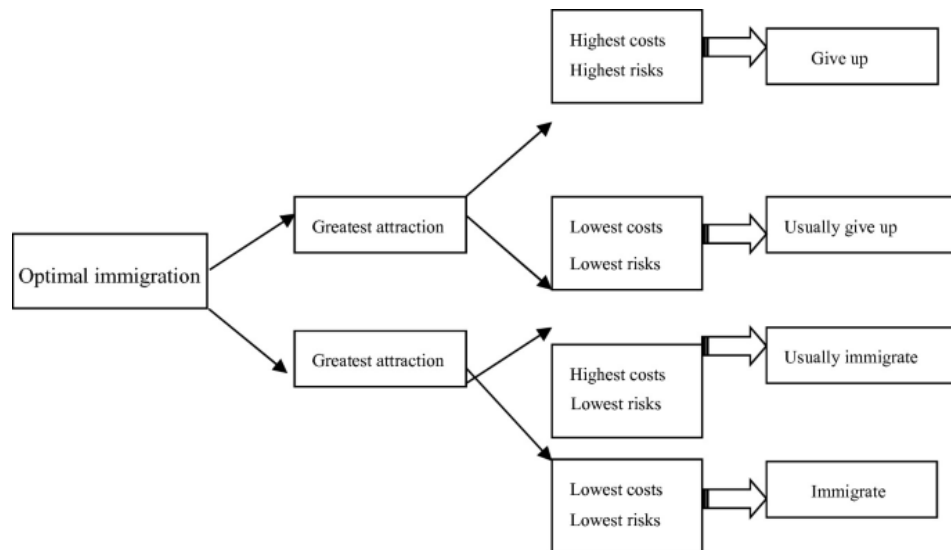 Optimal immigration
Greatest attraction
Greatest attraction
Highest costs
Highest risks
Give up
Lowest costs
Lowest risks
Usually give up
Highest costs
Lowest risks
Usually immigrate
Lowest costs
Lowest risks
Immigrate